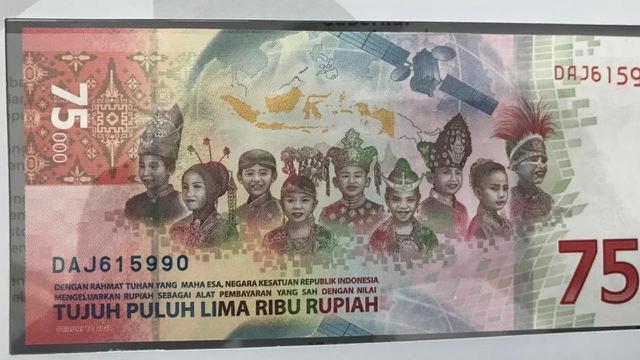 75000
DAJ6159
DAJ615990
DENGAN RAHMAT TUHAN YANG MAHA ESA, NEGARA KESATUAN REPUBLIK INDONESIA
MENGELUARKAN RUPIAH SEBAGAI ALAT PEMBAYARAN YANG SAH DENGAN NILAI
TUJUH PULUH LIMA RIBU RUPIAH
75